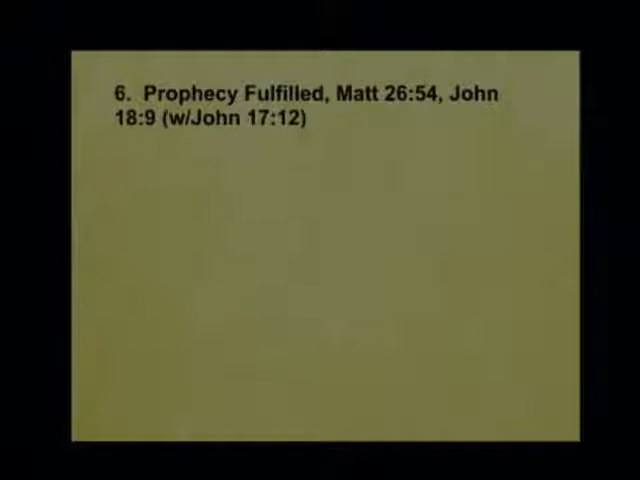 6. Prophecy Fulfilled, Matt 26:54, John
18:9 (w/John 17:12)